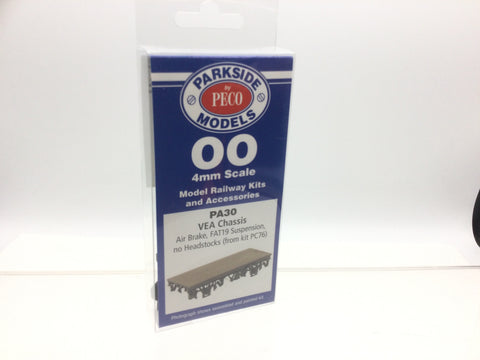 PARKSIDE
by
PECO
MODELS
OO
4mm Scale
Model Railway Kits
and Accessories
PA30
VEA Chassis
Air Brake, FAT19 Suspension,
no Headstocks (from kit PC76)
Photograph shows assembled and painted kit.